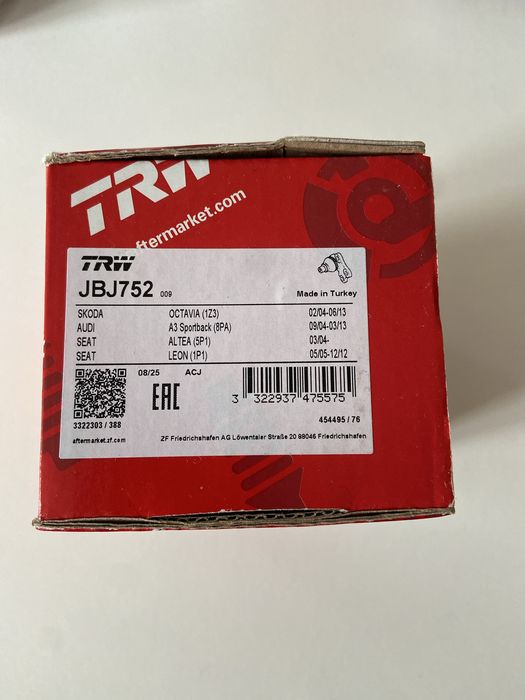 TRW
aftermarket.com
TRW
JBJ752 009
Made in Turkey
SKODA OCTAVIA (1Z3) 02/04-06/13
AUDI A3 Sportback (8PA) 09/04-03/13
SEAT ALTEA (5P1) 03/04-
SEAT LEON (1P1) 05/05-12/12
08/25 ACJ
EAC
3 322937 475575
3322303 / 388
454495 / 76
aftermarket.zf.com
ZF Friedrichshafen AG Löwentaler Straße 20 98046 Friedrichshafen